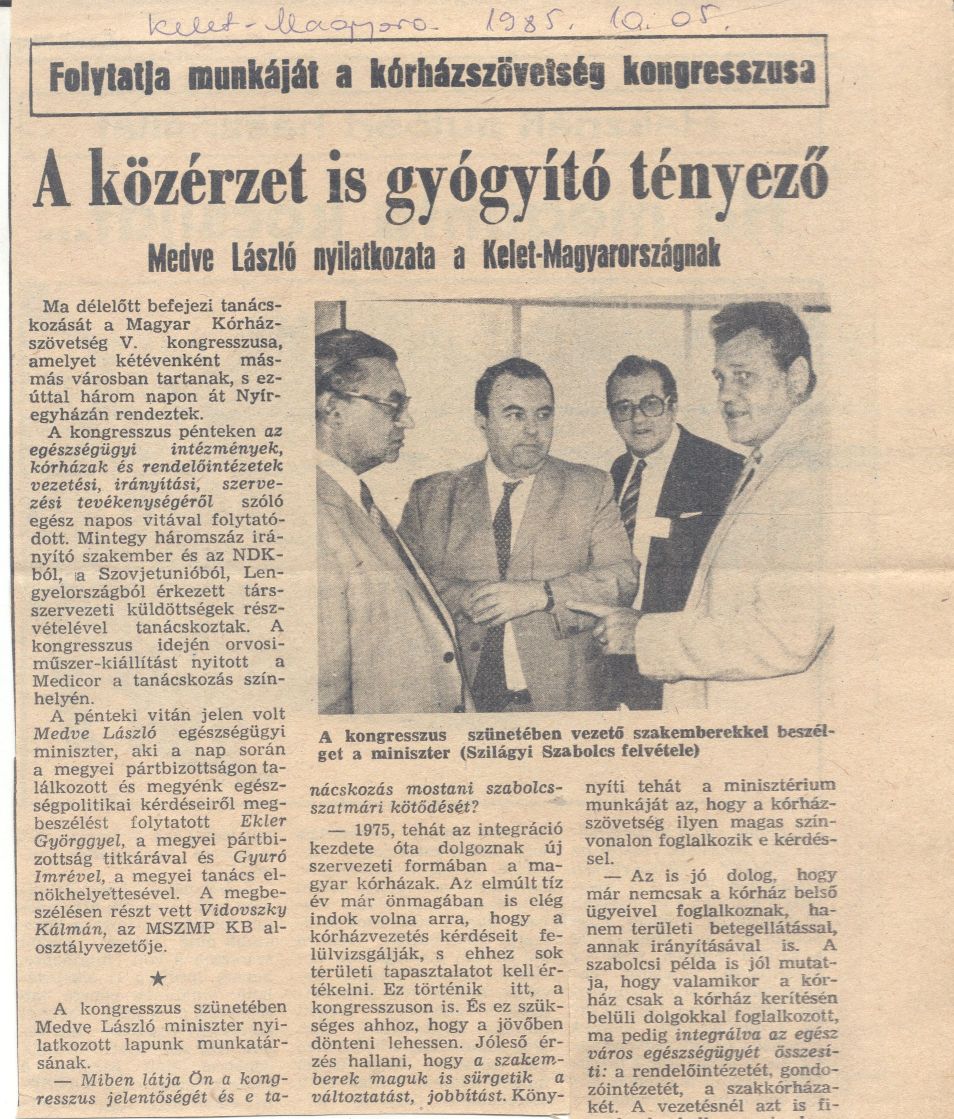 Kelet-Magyaro. 1985. 10. 05.
Folytatja munkáját a kórházszövetség kongresszusa
A közérzet is gyógyító tényező
Medve László nyilatkozata a Kelet-Magyarországnak
Ma délelőtt befejezi tanács-
kozását a Magyar Kórház-
szövetség V. kongresszusa,
amelyet kétévenként más-
más városban tartanak, s ez-
úttal három napon át Nyír-
egyházán rendeztek.
A kongresszus pénteken az
egészségügyi intézmények,
kórházak és rendelőintézetek
vezetési, irányítási, szerve-
zési tevékenységéről szóló
egész napos vitával folytató-
dott. Mintegy háromszáz irá-
nyító szakember és az NDK-
ból, a Szovjetunióból, Len-
gyelországból érkezett társ-
szervezeti küldöttségek rész-
vételével tanácskoztak. A
kongresszus idején orvosi-
műszer-kiállítást nyitott a
Medicor a tanácskozás szín-
helyén.
A pénteki vitán jelen volt
Medve László egészségügyi
miniszter, aki a nap során
a megyei pártbizottságon ta-
lálkozott és megyénk egész-
ségpolitikai kérdéseiről meg-
beszélést folytatott Ekler
Györggyel, a megyei pártbi-
zottság titkárával és Gyuró
Imrével, a megyei tanács el-
nökhelyettesével. A megbe-
szélésen részt vett Vidovszky
Kálmán, az MSZMP KB al-
osztályvezetője.
★
A kongresszus szünetében
Medve László miniszter nyi-
latkozott lapunk munkatár-
sának.
— Miben látja Ön a kong-
resszus jelentőségét és e ta-
A kongresszus szünetében vezető szakemberekkel beszél-
get a miniszter (Szilágyi Szabolcs felvétele)
nácskozás mostani szabolcs-
szatmári kötődését?
— 1975, tehát az integráció
kezdete óta dolgoznak új
szervezeti formában a ma-
gyar kórházak. Az elmúlt tíz
év már önmagában is elég
indok volna arra, hogy a
kórházvezetés kérdéseit fe-
lülvizsgálják, s ehhez sok
területi tapasztalatot kell ér-
tékelni. Ez történik itt, a
kongresszuson is. És ez szük-
séges ahhoz, hogy a jövőben
dönteni lehessen. Jóleső ér-
zés hallani, hogy a szakem-
berek maguk is sürgetik a
változtatást, jobbítást. Köny-
nyíti tehát a minisztérium
munkáját az, hogy a kórház-
szövetség ilyen magas szín-
vonalon foglalkozik e kérdés-
sel.
— Az is jó dolog, hogy
már nemcsak a kórház belső
ügyeivel foglalkoznak, ha-
nem területi betegellátással,
annak irányításával is. A
szabolcsi példa is jól mutat-
ja, hogy valamikor a kór-
ház csak a kórház kerítésén
belüli dolgokkal foglalkozott,
ma pedig integrálva az egész
város egészségügyét összesí-
ti: a rendelőintézetét, gondo-
zóintézetét, a szakkórháza-
két. A vezetésnél azt is fi-